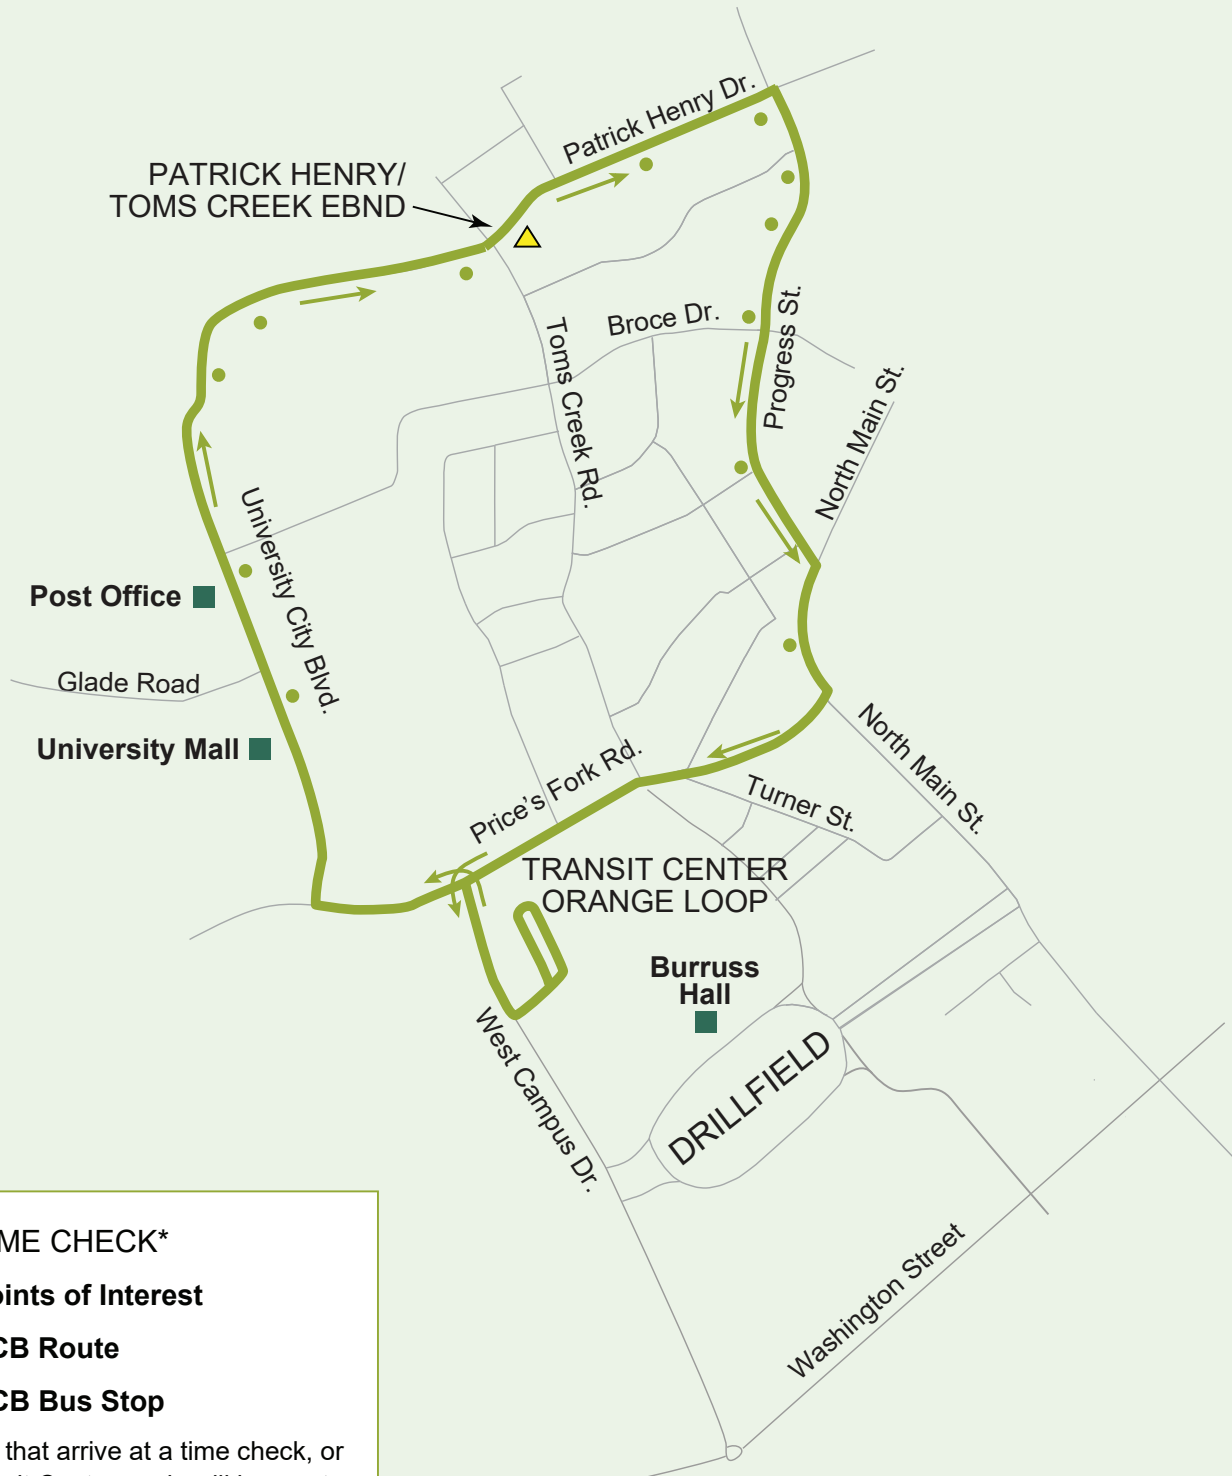 Patrick Henry Dr.
PATRICK HENRY/
TOMS CREEK EBND
Broce Dr.
Toms Creek Rd.
Progress St.
North Main St.
University City Blvd.
Post Office
Glade Road
University Mall
Price's Fork Rd.
North Main St.
Turner St.
TRANSIT CENTER
ORANGE LOOP
Burruss
Hall
West Campus Dr.
DRILLFIELD
Washington Street
ME CHECK*
oints of Interest
CB Route
CB Bus Stop
that arrive at a time check, or